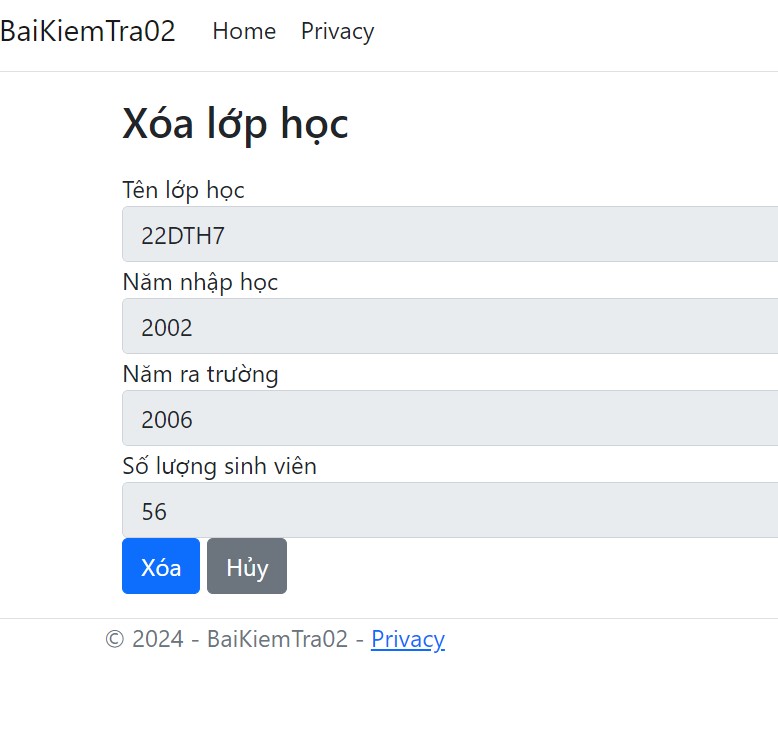 BaiKiemTra02 Home Privacy
Xóa lớp học
Tên lớp học
22DTH7
Năm nhập học
2002
Năm ra trường
2006
Số lượng sinh viên
56
Xóa Hủy
© 2024 - BaiKiemTra02 - Privacy